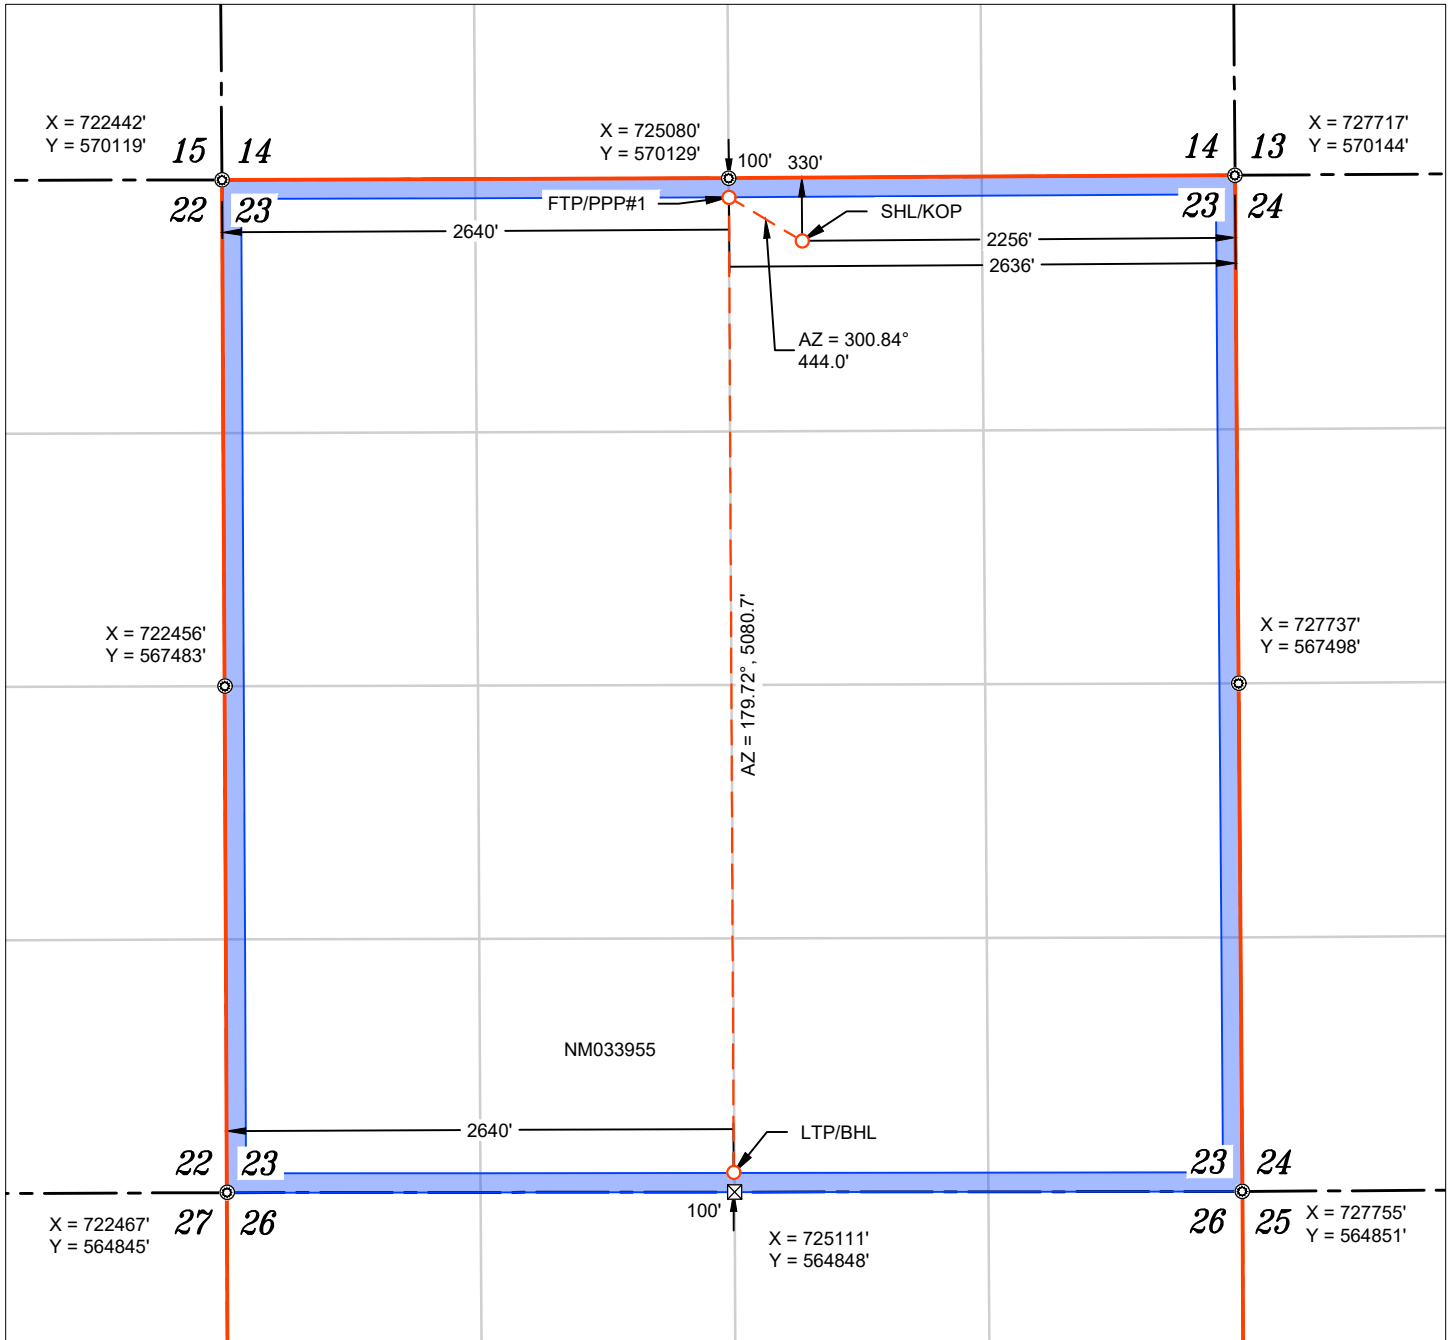 X = 722442'
Y = 570119'
X = 725080'
Y = 570129'
X = 727717'
Y = 570144'
15 14
14 13
100'
330'
22 23
FTP/PPP#1
SHL/KOP
23 24
2640'
2256'
2636'
AZ = 300.84°
444.0'
AZ = 179.72°, 5080.7'
X = 722456'
Y = 567483'
X = 727737'
Y = 567498'
NM033955
2640'
LTP/BHL
22 23
23 24
27 26
26 25
100'
X = 722467'
Y = 564845'
X = 725111'
Y = 564848'
X = 727755'
Y = 564851'